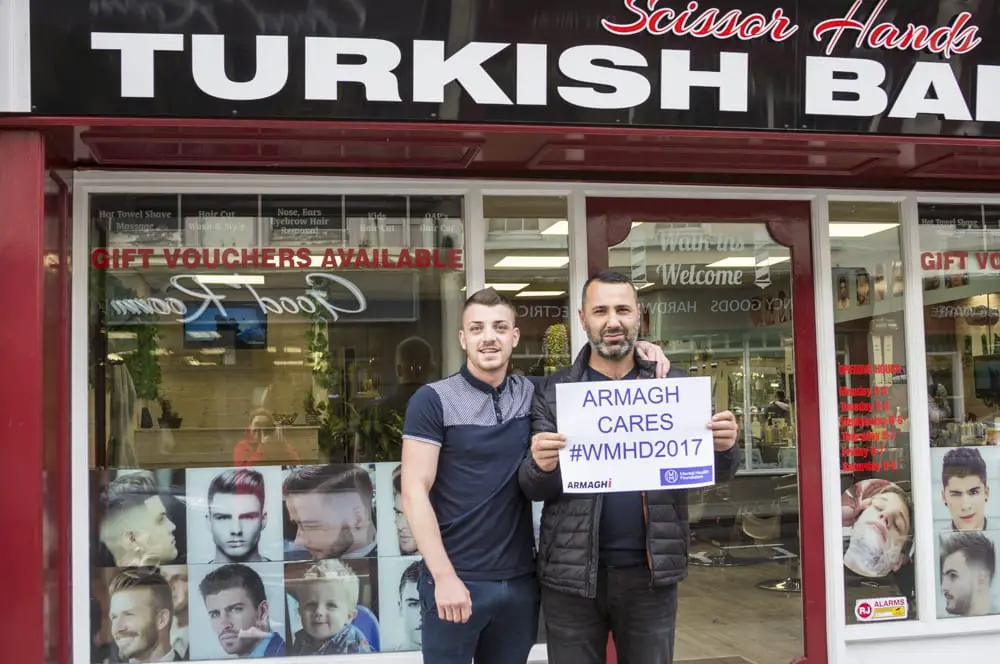 Scissor Hands
TURKISH BA
Hot Towel Shave
Massage
Hair Cut
Wash & Style
Nose, Ears
Eyebrow Hair
Removal
Kids
Hair Cut
OAP's
Hair Cut
GIFT VOUCHERS AVAILABLE
Good Rooms
Walk ins
Welcome
GIFT VO
ARMAGH
CARES
#WMHD2017
ARMAGHi
Mental Health
Foundation
RJ ALARMS